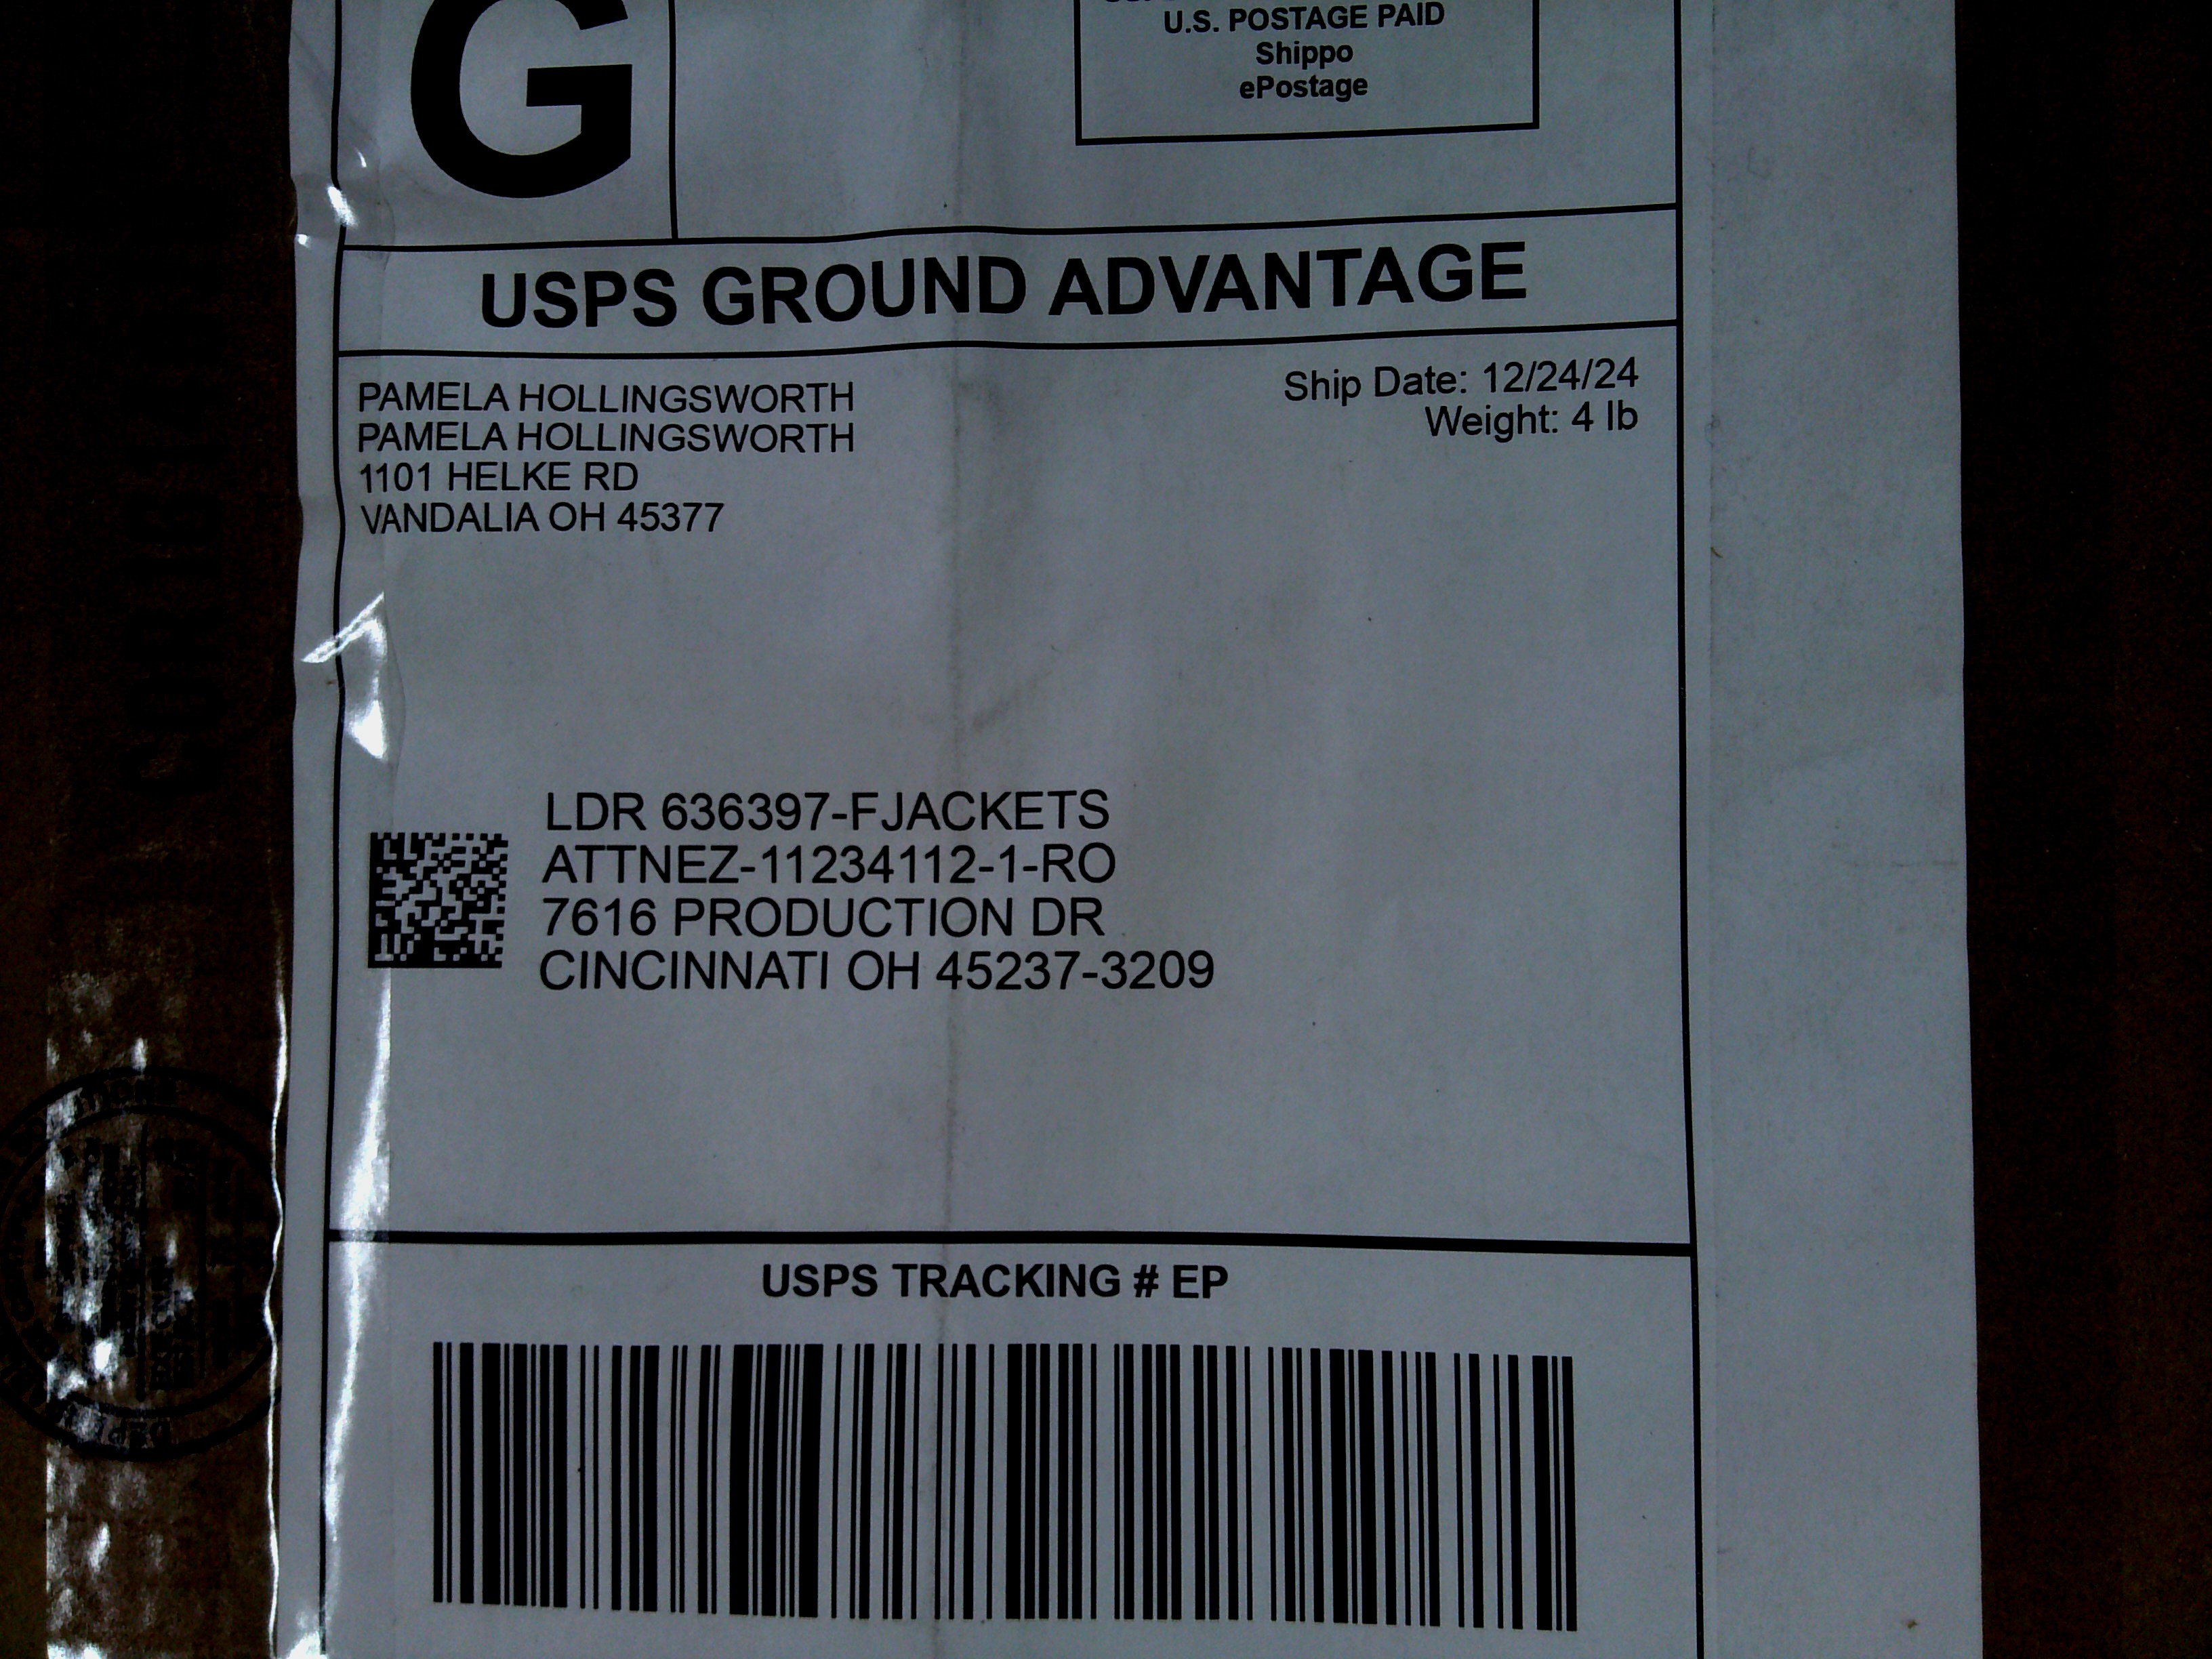 G
U.S. POSTAGE PAID
Shippo
ePostage
USPS GROUND ADVANTAGE
PAMELA HOLLINGSWORTH
PAMELA HOLLINGSWORTH
1101 HELKE RD
VANDALIA OH 45377
Ship Date: 12/24/24
Weight: 4 lb
LDR 636397-FJACKETS
ATTNEZ-11234112-1-RO
7616 PRODUCTION DR
CINCINNATI OH 45237-3209
USPS TRACKING # EP